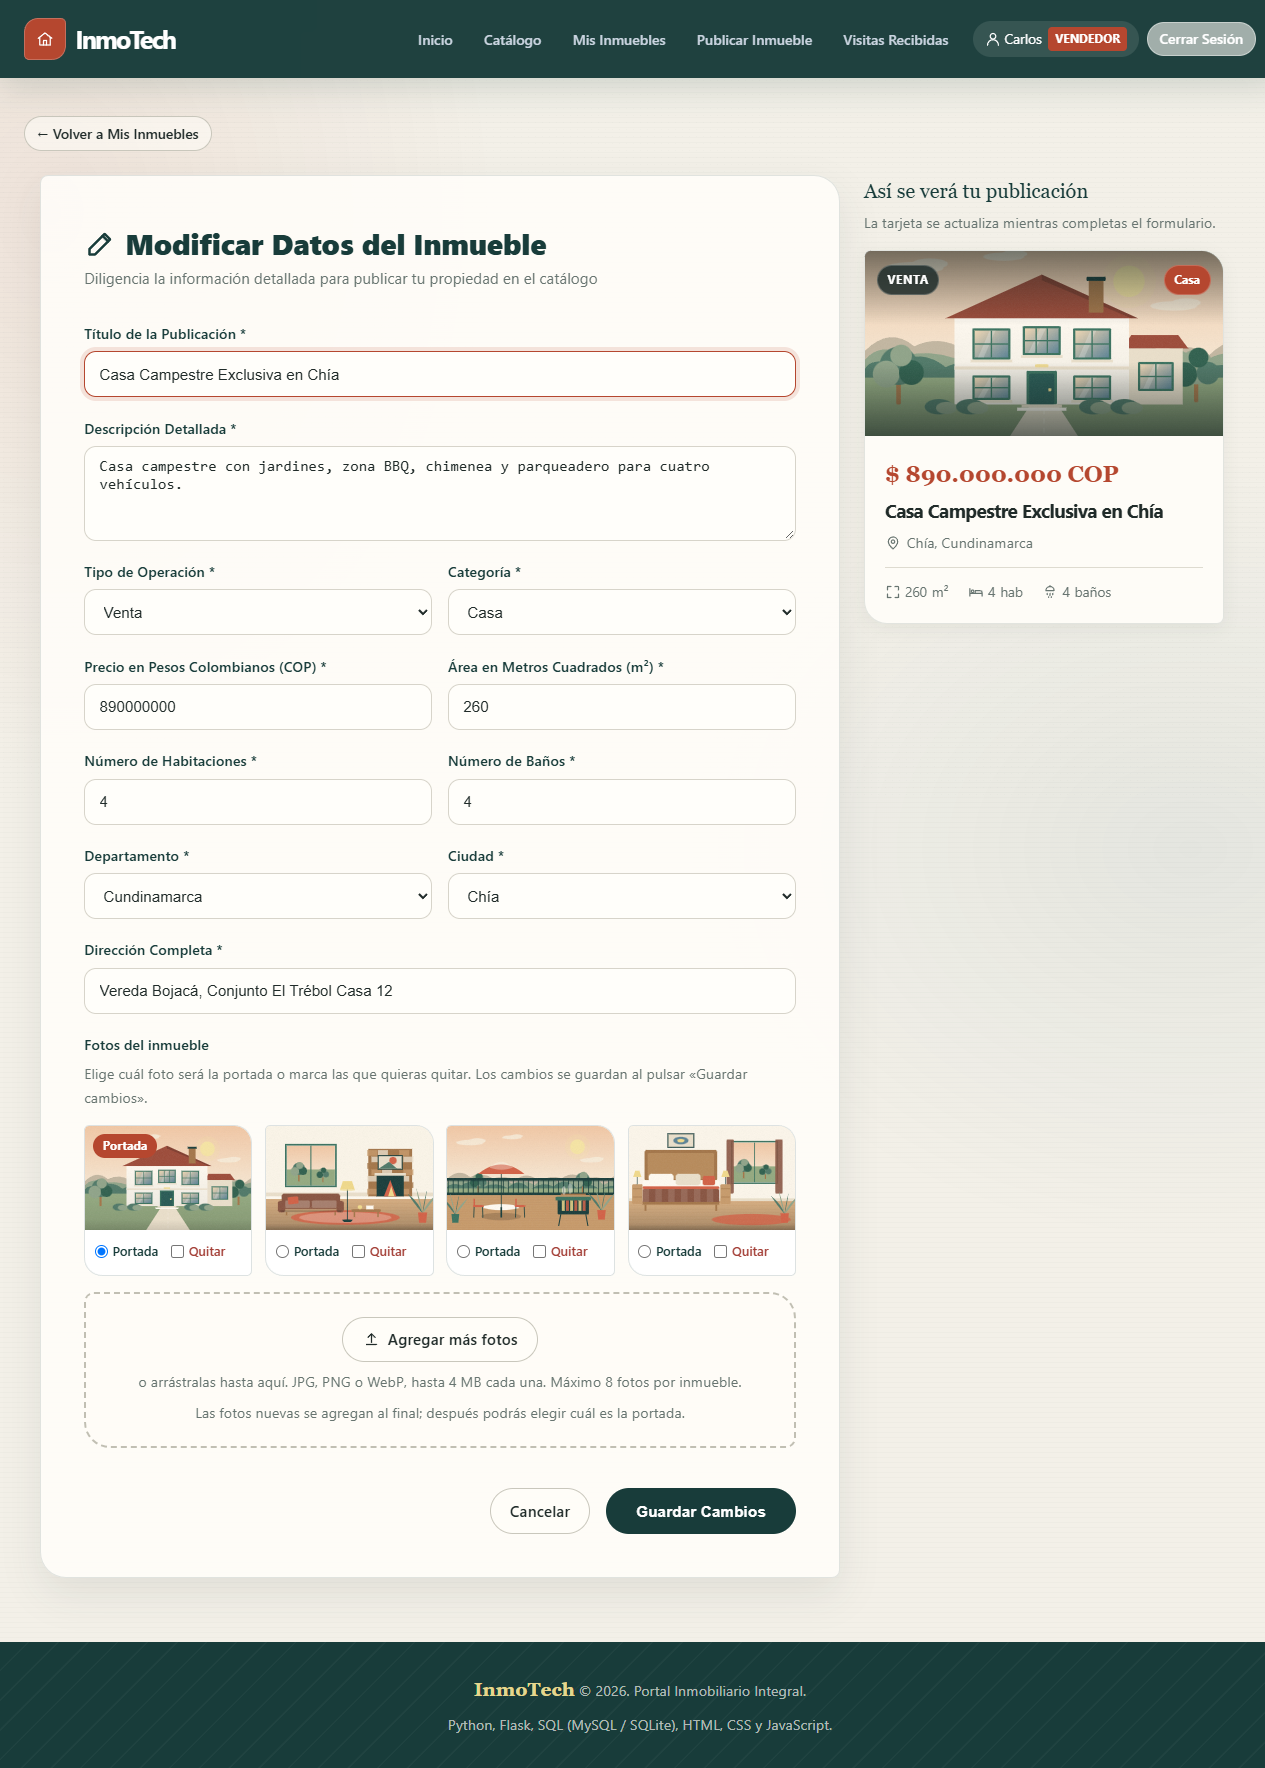 InmoTech
Inicio
Catálogo
Mis Inmuebles
Publicar Inmueble
Visitas Recibidas
Carlos VENDEDOR
Cerrar Sesión
← Volver a Mis Inmuebles
Modificar Datos del Inmueble
Diligencia la información detallada para publicar tu propiedad en el catálogo
Título de la Publicación *
Casa Campestre Exclusiva en Chía
Descripción Detallada *
Casa campestre con jardines, zona BBQ, chimenea y parqueadero para cuatro
vehículos.
Tipo de Operación *
Categoría *
Venta
Casa
Precio en Pesos Colombianos (COP) *
Área en Metros Cuadrados (m²) *
890000000
260
Número de Habitaciones *
Número de Baños *
4
4
Departamento *
Ciudad *
Cundinamarca
Chía
Dirección Completa *
Vereda Bojacá, Conjunto El Trébol Casa 12
Fotos del inmueble
Elige cuál foto será la portada o marca las que quieras quitar. Los cambios se guardan al pulsar «Guardar
cambios».
Portada
Portada Quitar
Portada Quitar
Portada Quitar
Portada Quitar
Agregar más fotos
o arrástralas hasta aquí. JPG, PNG o WebP, hasta 4 MB cada una. Máximo 8 fotos por inmueble.
Las fotos nuevas se agregan al final; después podrás elegir cuál es la portada.
Cancelar
Guardar Cambios
Así se verá tu publicación
La tarjeta se actualiza mientras completas el formulario.
VENTA
Casa
$ 890.000.000 COP
Casa Campestre Exclusiva en Chía
Chía, Cundinamarca
260 m² 4 hab 4 baños
InmoTech © 2026. Portal Inmobiliario Integral.
Python, Flask, SQL (MySQL / SQLite), HTML, CSS y JavaScript.